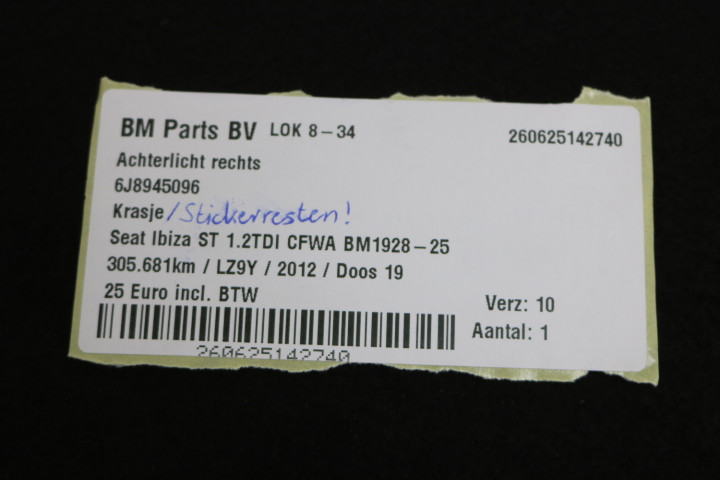 BM Parts BV LOK 8-34 260625142740
Achterlicht rechts
6J8945096
Krasje /Stickerresten!
Seat Ibiza ST 1.2TDI CFWA BM1928-25
305.681km / LZ9Y / 2012 / Doos 19
25 Euro incl. BTW
Verz: 10
Aantal: 1
260625142740